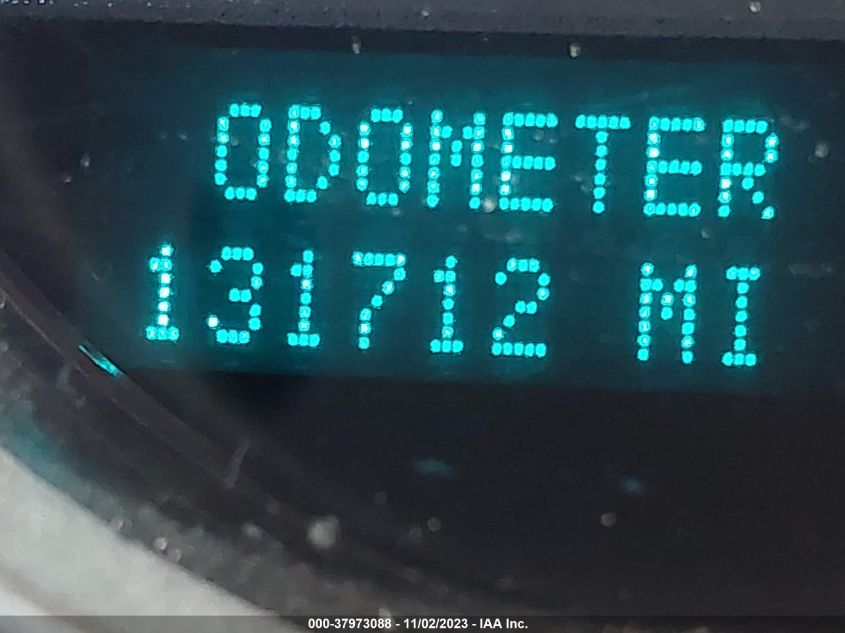 ODOMETER
131712 MI
000-37973088 - 11/02/2023 - IAA Inc.